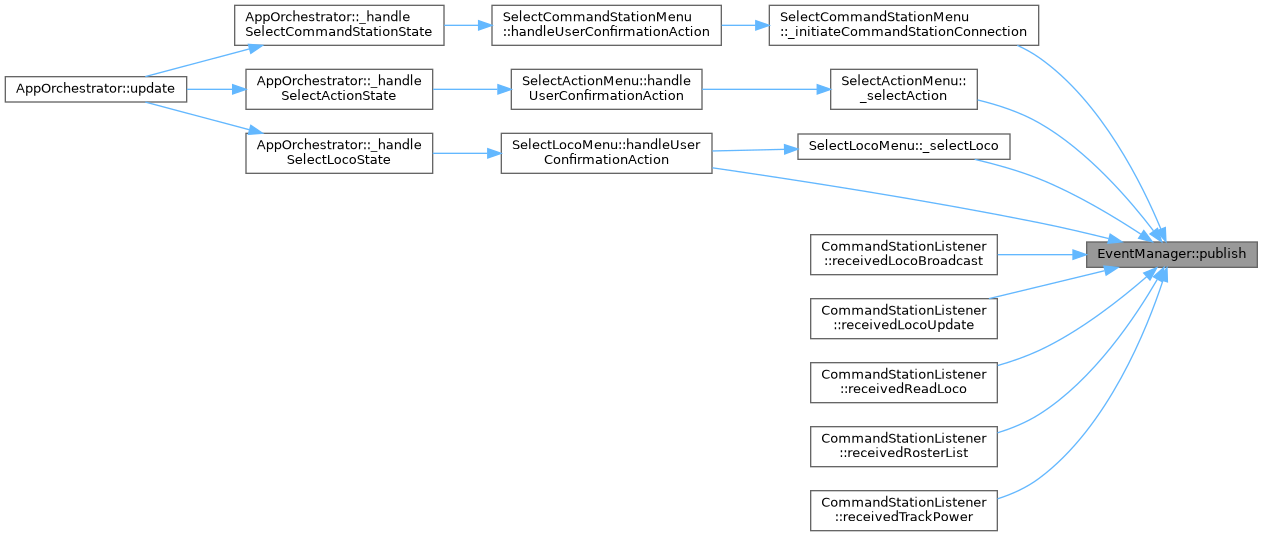 AppOrchestrator::update
AppOrchestrator::_handle
SelectCommandStationState
SelectCommandStationMenu
::handleUserConfirmationAction
SelectCommandStationMenu
::_initiateCommandStationConnection
AppOrchestrator::_handle
SelectActionState
SelectActionMenu::handle
UserConfirmationAction
SelectActionMenu::
_selectAction
AppOrchestrator::_handle
SelectLocoState
SelectLocoMenu::handleUser
ConfirmationAction
SelectLocoMenu::_selectLoco
EventManager::publish
CommandStationListener
::receivedLocoBroadcast
CommandStationListener
::receivedLocoUpdate
CommandStationListener
::receivedReadLoco
CommandStationListener
::receivedRosterList
CommandStationListener
::receivedTrackPower